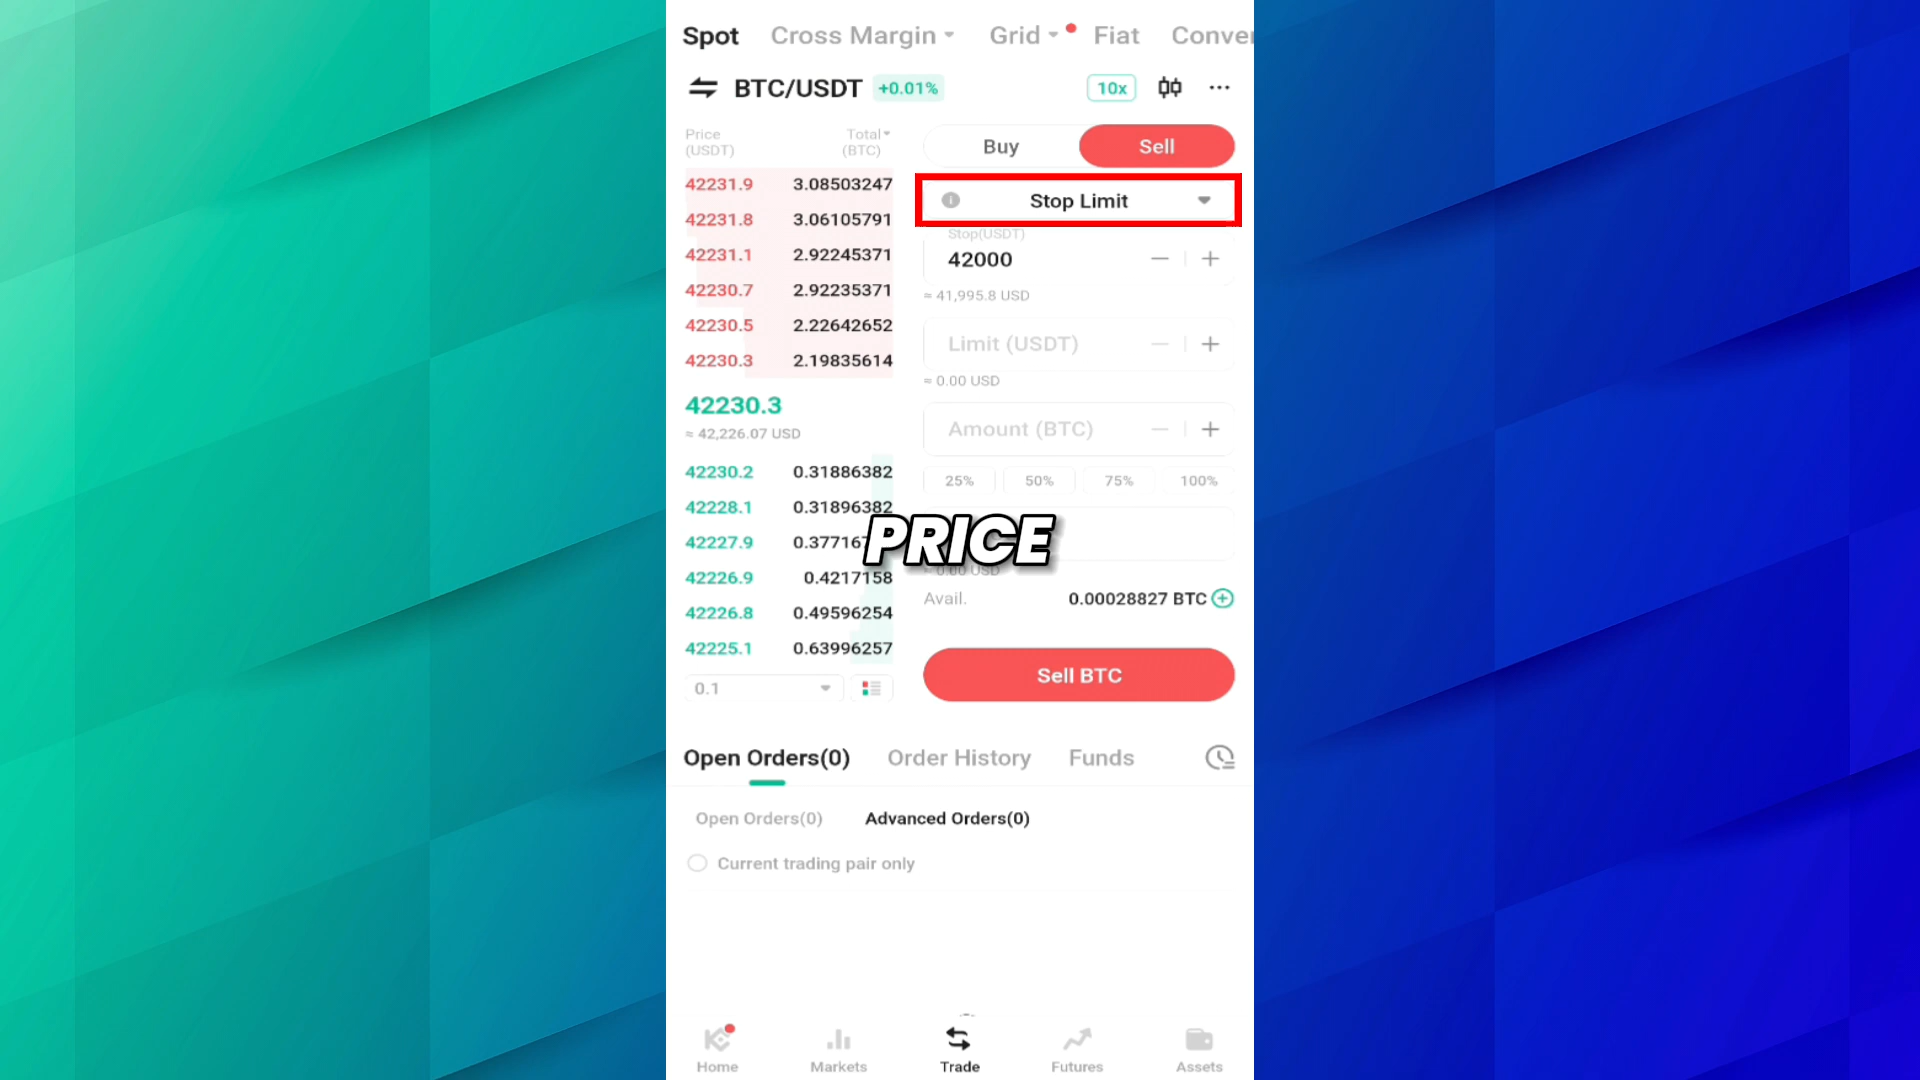 Spot Cross Margin Grid Fiat Conver
BTC/USDT +0.01% 10x
Price (USDT) Total (BTC)
42231.9 3.08503247
42231.8 3.06105791
42231.1 2.92245371
42230.7 2.92235371
42230.5 2.22642652
42230.3 2.19835614
42230.3
≈ 42,226.07 USD
42230.2 0.31886382
42228.1 0.31896382
42227.9 0.37716
42226.9 0.4217158
42226.8 0.49596254
42225.1 0.63996257
0.1
Buy Sell
Stop Limit
Stop(USDT)
42000
≈ 41,995.8 USD
Limit (USDT)
≈ 0.00 USD
Amount (BTC)
25% 50% 75% 100%
PRICE
0.00 USD
Avail. 0.00028827 BTC
Sell BTC
Open Orders(0) Order History Funds
Open Orders(0) Advanced Orders(0)
Current trading pair only
Home Markets Trade Futures Assets